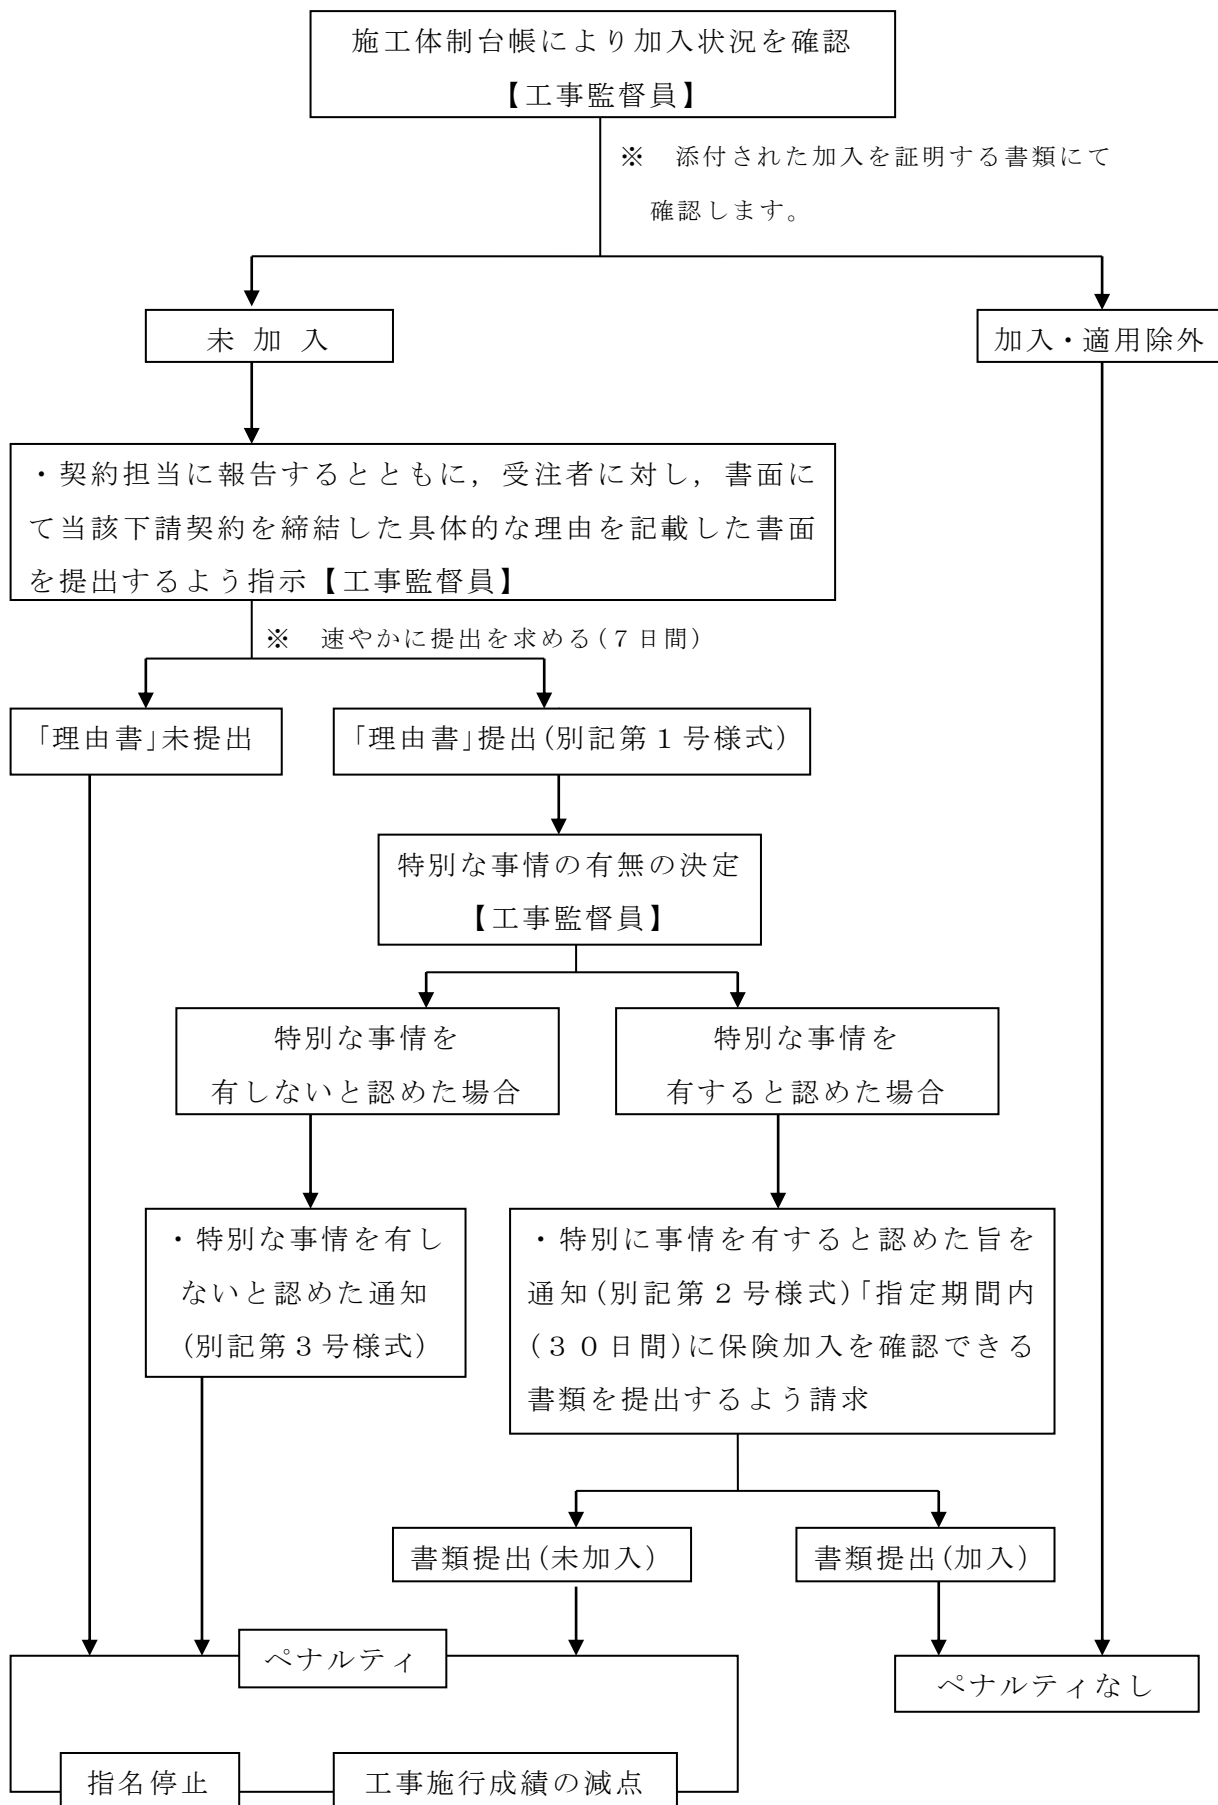 施工体制台帳により加入状況を確認
【工事監督員】
※　添付された加入を証明する書類にて
確認します。
未 加 入
加入・適用除外
・契約担当に報告するとともに，受注者に対し，書面に
て当該下請契約を締結した具体的な理由を記載した書面
を提出するよう指示【工事監督員】
※　速やかに提出を求める(７日間)
「理由書」未提出
「理由書」提出(別記第１号様式)
特別な事情の有無の決定
【工事監督員】
特別な事情を
有しないと認めた場合
特別な事情を
有すると認めた場合
・特別な事情を有し
ないと認めた通知
(別記第３号様式)
・特別に事情を有すると認めた旨を
通知(別記第２号様式)「指定期間内
(３０日間)に保険加入を確認できる
書類を提出するよう請求
書類提出(未加入)
書類提出(加入)
ペナルティ
ペナルティなし
指名停止
工事施行成績の減点